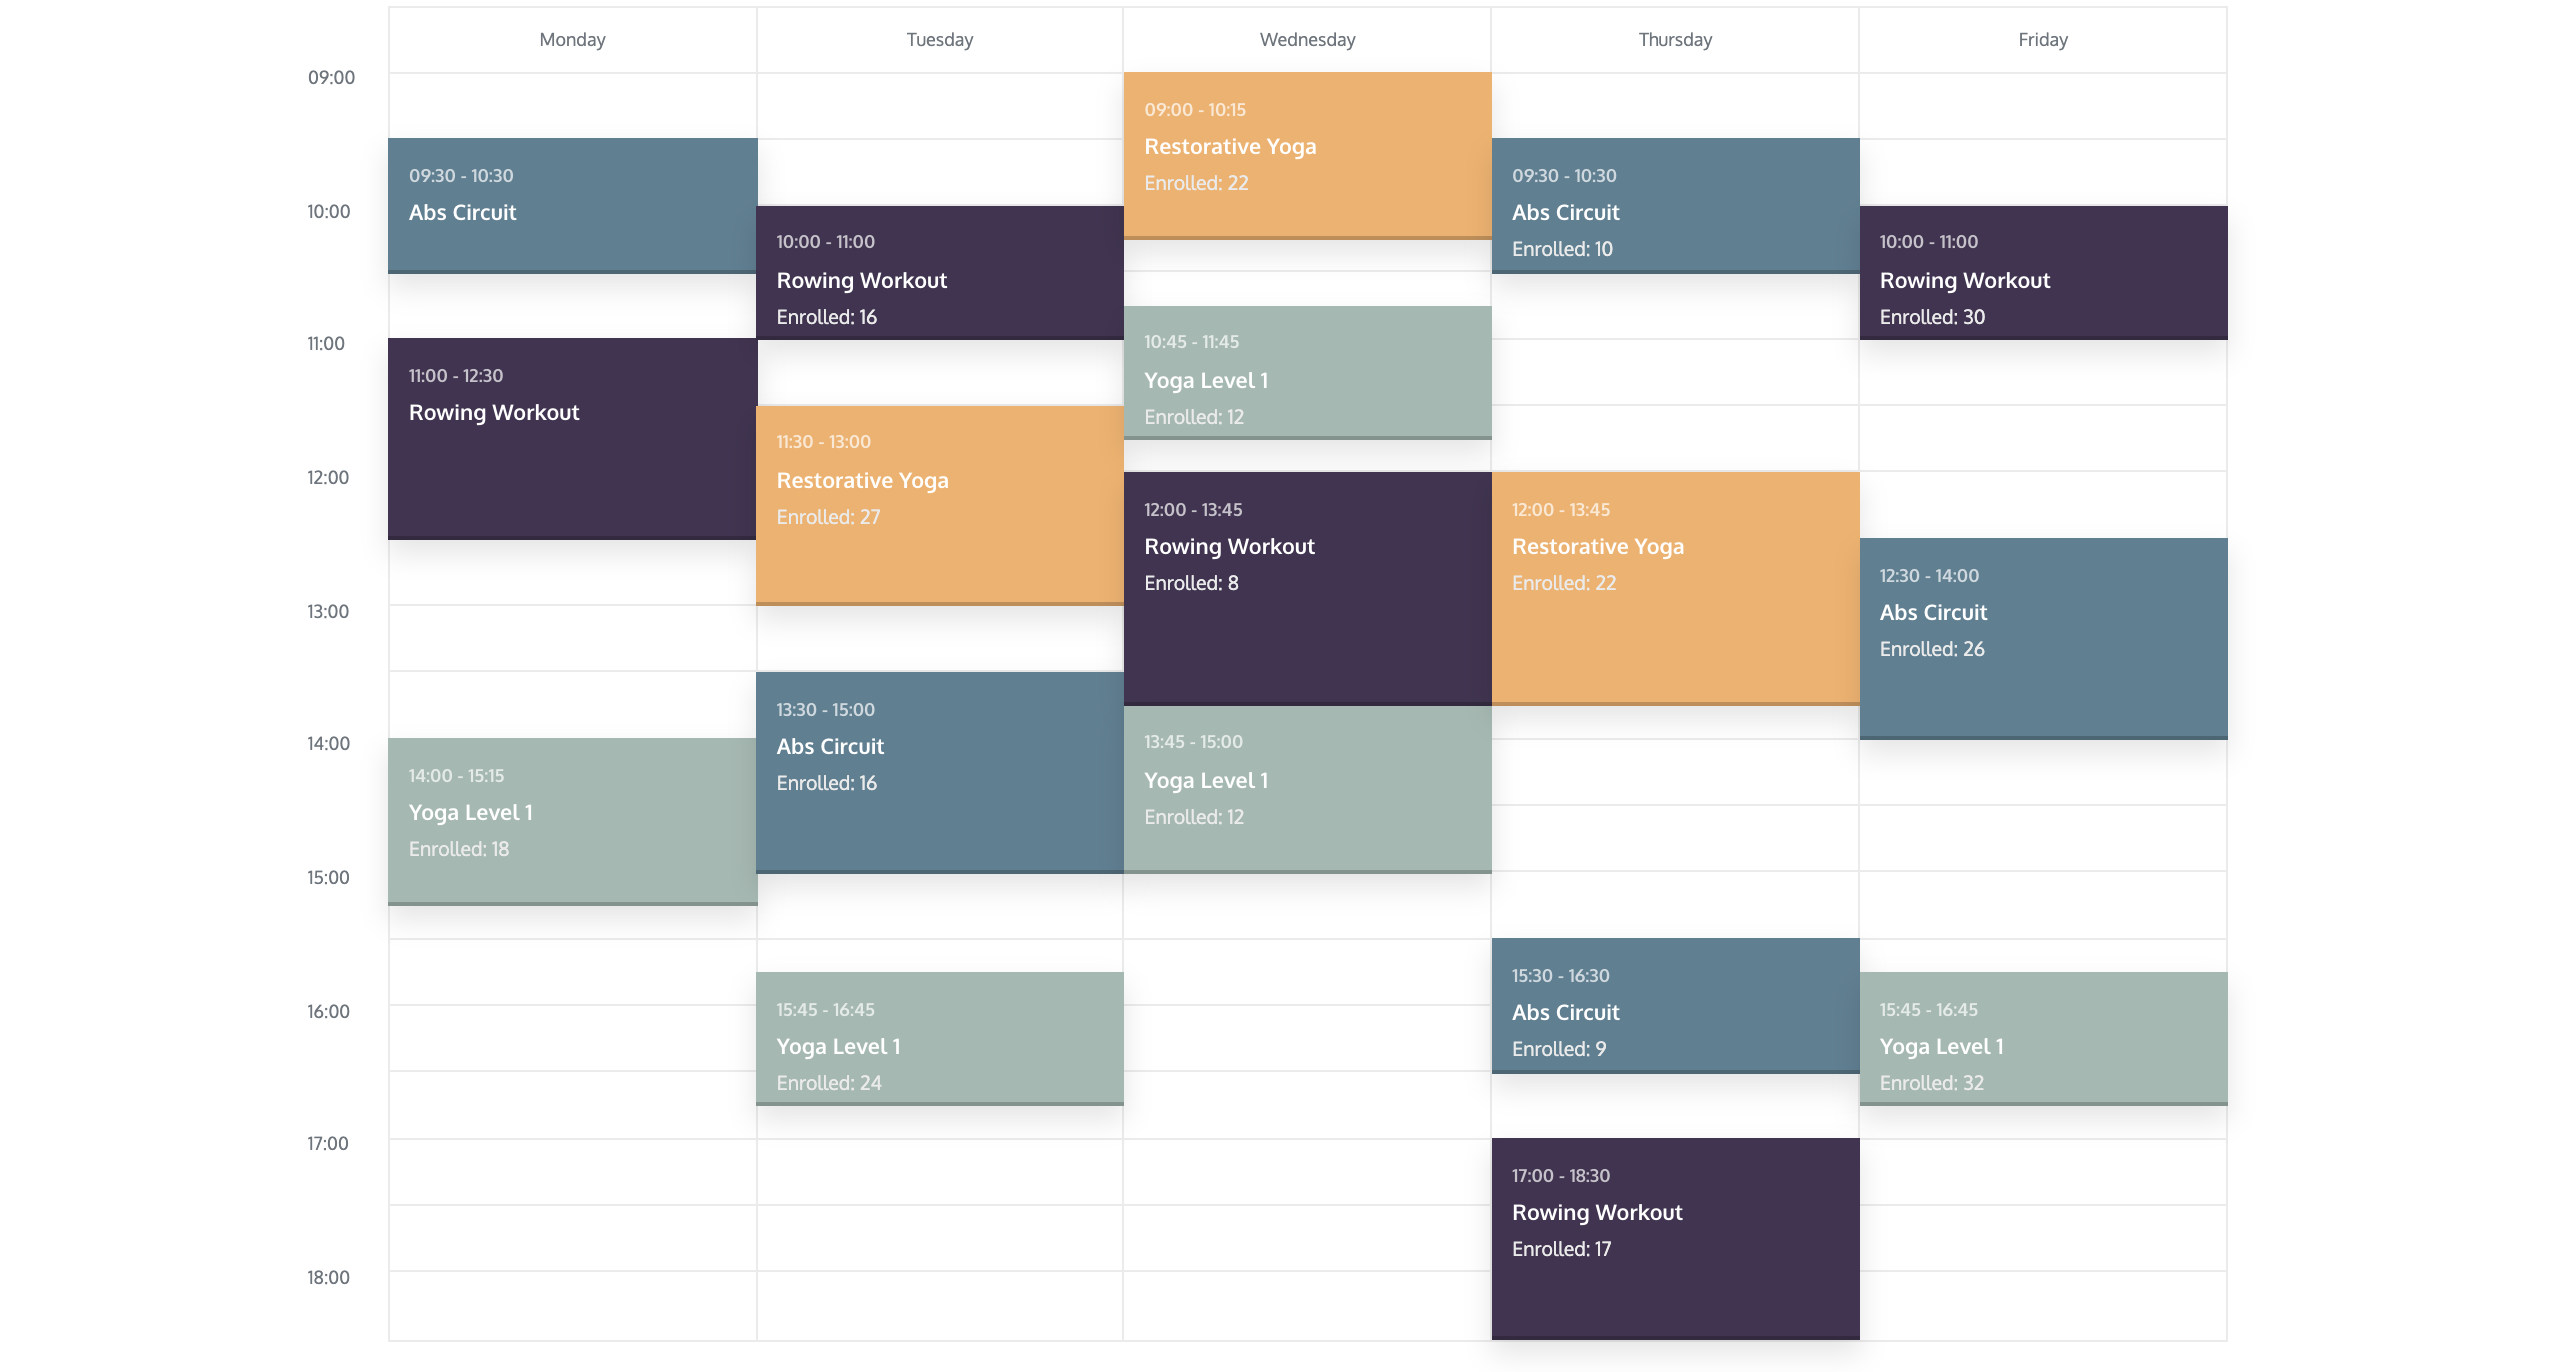 Monday
Tuesday
Wednesday
Thursday
Friday
09:00
10:00
11:00
12:00
13:00
14:00
15:00
16:00
17:00
18:00
09:30 - 10:30
Abs Circuit
11:00 - 12:30
Rowing Workout
14:00 - 15:15
Yoga Level 1
Enrolled: 18
10:00 - 11:00
Rowing Workout
Enrolled: 16
11:30 - 13:00
Restorative Yoga
Enrolled: 27
13:30 - 15:00
Abs Circuit
Enrolled: 16
15:45 - 16:45
Yoga Level 1
Enrolled: 24
09:00 - 10:15
Restorative Yoga
Enrolled: 22
10:45 - 11:45
Yoga Level 1
Enrolled: 12
12:00 - 13:45
Rowing Workout
Enrolled: 8
13:45 - 15:00
Yoga Level 1
Enrolled: 12
09:30 - 10:30
Abs Circuit
Enrolled: 10
12:00 - 13:45
Restorative Yoga
Enrolled: 22
15:30 - 16:30
Abs Circuit
Enrolled: 9
17:00 - 18:30
Rowing Workout
Enrolled: 17
10:00 - 11:00
Rowing Workout
Enrolled: 30
12:30 - 14:00
Abs Circuit
Enrolled: 26
15:45 - 16:45
Yoga Level 1
Enrolled: 32